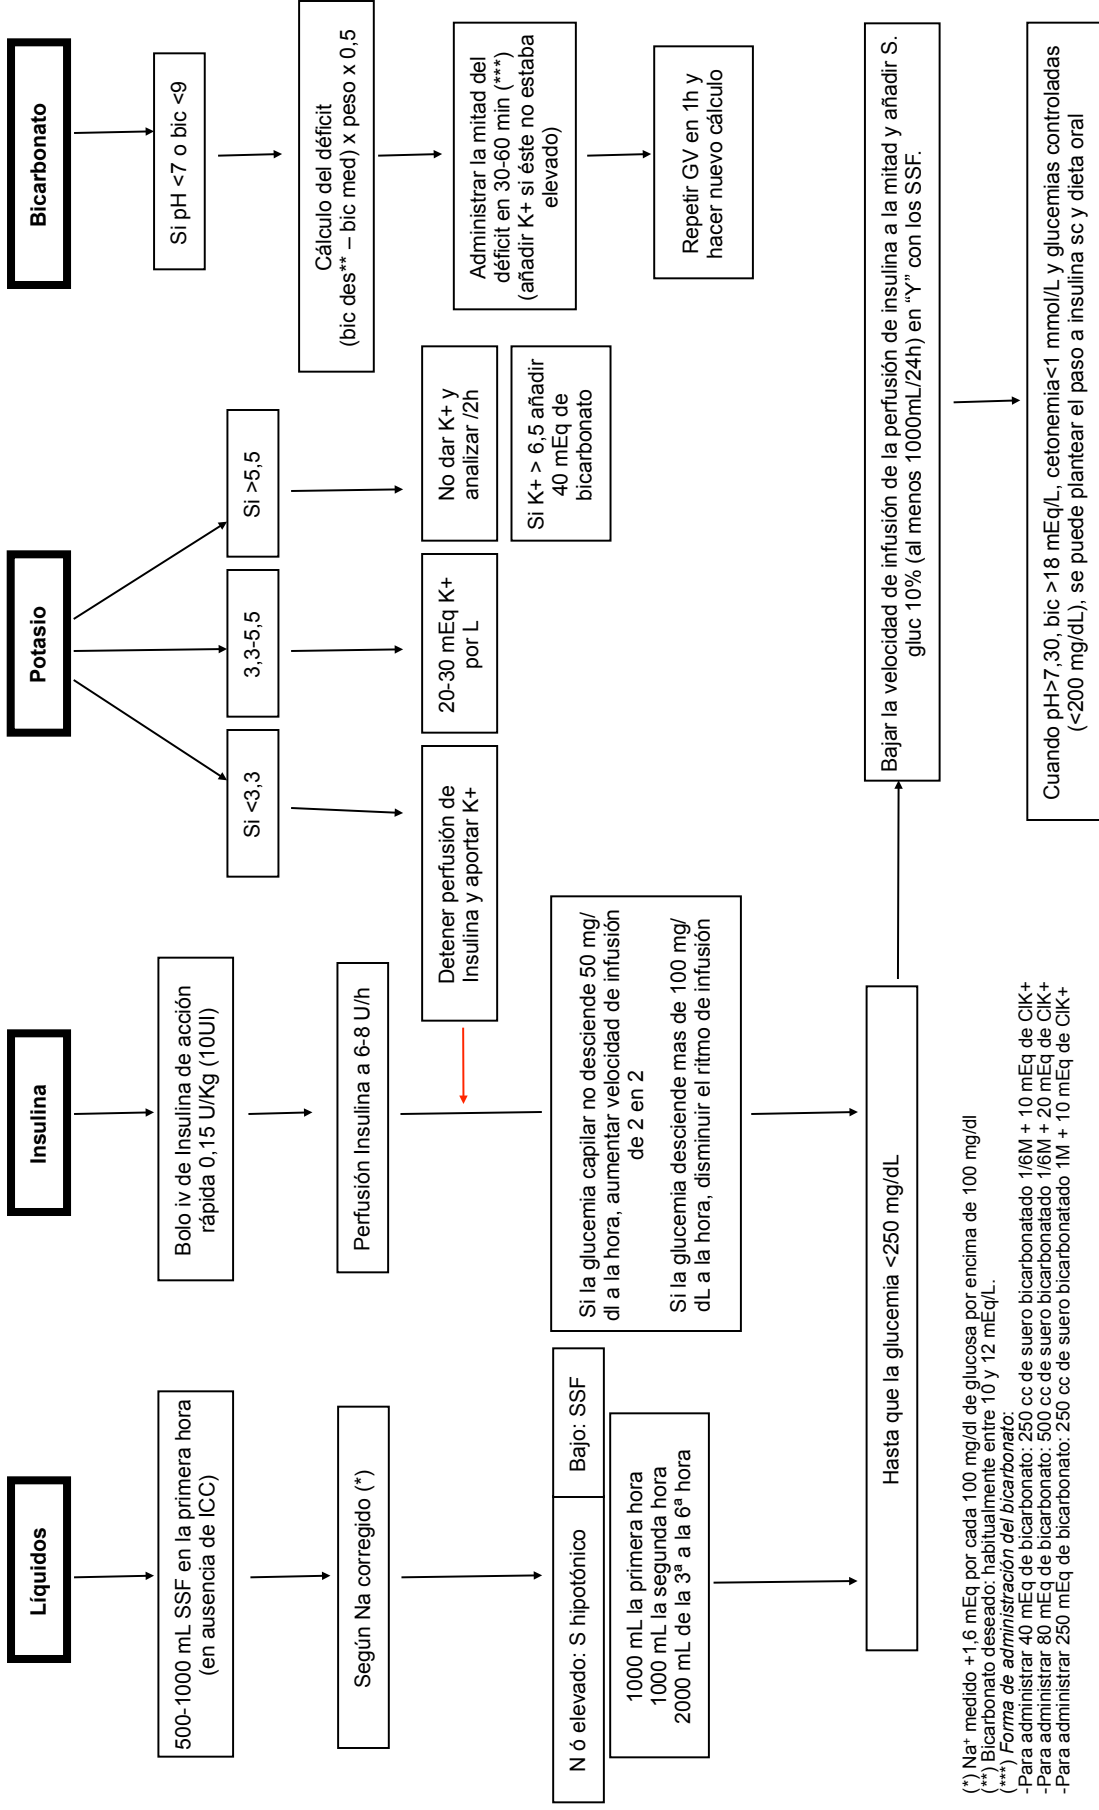 Líquidos
500-1000 mL SSF en la primera hora
(en ausencia de ICC)
Según Na corregido (*)
N ó elevado: S hipotónico
Bajo: SSF
1000 mL la primera hora
1000 mL la segunda hora
2000 mL de la 3ª a la 6ª hora
Insulina
Bolo iv de Insulina de acción
rápida 0,15 U/Kg (10UI)
Perfusión Insulina a 6-8 U/h
Si la glucemia capilar no desciende 50 mg/
dl a la hora, aumentar velocidad de infusión
de 2 en 2
Si la glucemia desciende mas de 100 mg/
dL a la hora, disminuir el ritmo de infusión
Potasio
Si <3,3
3,3-5,5
Si >5,5
Detener perfusión de
Insulina y aportar K+
20-30 mEq K+
por L
No dar K+ y
analizar /2h
Si K+ > 6,5 añadir
40 mEq de
bicarbonato
Bicarbonato
Si pH <7 o bic <9
Cálculo del déficit
(bic des** – bic med) x peso x 0,5
Administrar la mitad del
déficit en 30-60 min (***)
(añadir K+ si éste no estaba
elevado)
Repetir GV en 1h y
hacer nuevo cálculo
Hasta que la glucemia <250 mg/dL
Bajar la velocidad de infusión de la perfusión de insulina a la mitad y añadir S.
gluc 10% (al menos 1000mL/24h) en “Y” con los SSF.
Cuando pH>7,30, bic >18 mEq/L, cetonemia<1 mmol/L y glucemias controladas
(<200 mg/dL), se puede plantear el paso a insulina sc y dieta oral
(*) Na⁺ medido +1,6 mEq por cada 100 mg/dl de glucosa por encima de 100 mg/dl
(**) Bicarbonato deseado: habitualmente entre 10 y 12 mEq/L.
(***) Forma de administración del bicarbonato:
-Para administrar 40 mEq de bicarbonato: 250 cc de suero bicarbonatado 1/6M + 10 mEq de ClK+
-Para administrar 80 mEq de bicarbonato: 500 cc de suero bicarbonatado 1/6M + 20 mEq de ClK+
-Para administrar 250 mEq de bicarbonato: 250 cc de suero bicarbonatado 1M + 10 mEq de ClK+